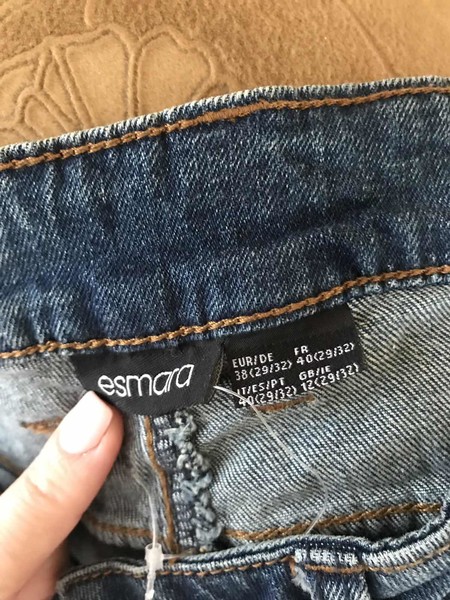 esmara
EUR/DE FR
38(29/32) 40(29/32)
IT/ES/PT GB/IE
40(29/32) 12(29/32)